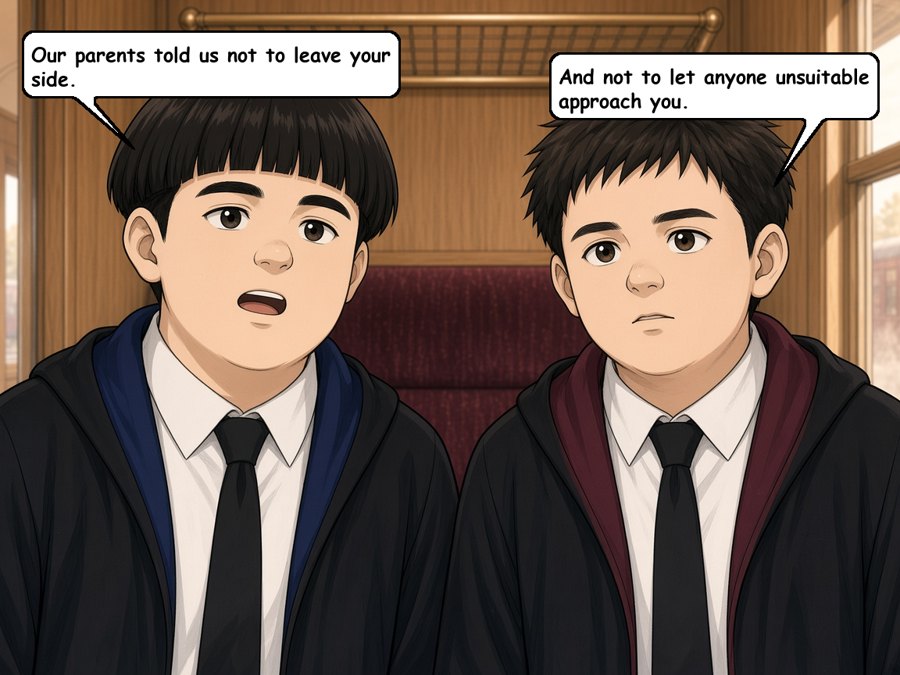 Our parents told us not to leave your
side.
And not to let anyone unsuitable
approach you.